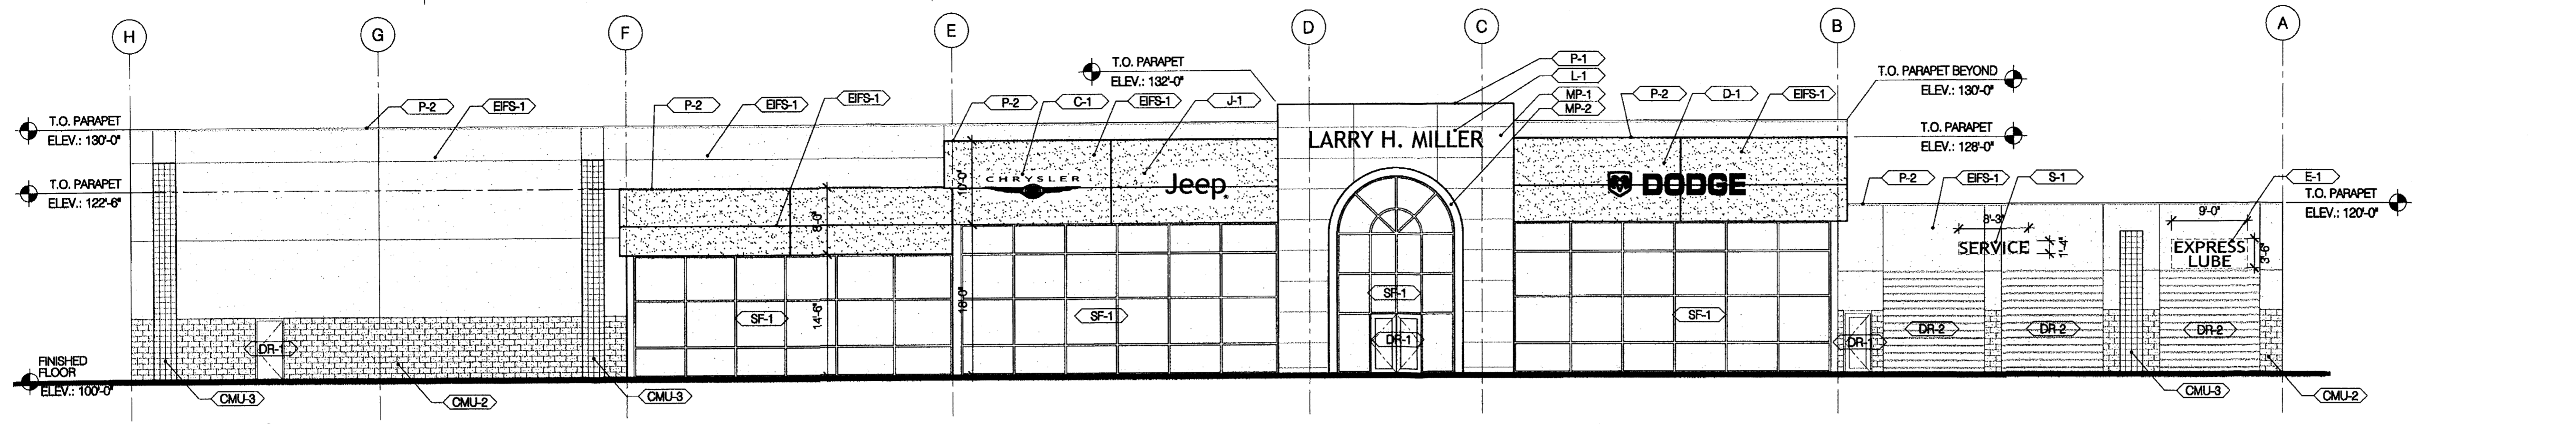 H
G
F
E
D
C
B
A
T.O. PARAPET
ELEV.: 132'-0"
P-1
L-1
MP-1
MP-2
T.O. PARAPET BEYOND
ELEV.: 130'-0"
T.O. PARAPET
ELEV.: 130'-0"
P-2
EIFS-1
P-2
EIFS-1
EIFS-1
P-2
C-1
EIFS-1
J-1
P-2
D-1
EIFS-1
T.O. PARAPET
ELEV.: 128'-0"
LARRY H. MILLER
T.O. PARAPET
ELEV.: 122'-6"
10'-0"
CHRYSLER
Jeep
DODGE
P-2
EIFS-1
S-1
E-1
T.O. PARAPET
ELEV.: 120'-0"
8'-0"
8'-3"
SERVICE
1'-4"
9'-0"
EXPRESS
LUBE
3'-6"
14'-6"
SF-1
18'-0"
SF-1
SF-1
SF-1
DR-1
DR-1
DR-1
DR-2
DR-2
DR-2
FINISHED
FLOOR
ELEV.: 100'-0"
CMU-3
CMU-2
CMU-3
CMU-3
CMU-2